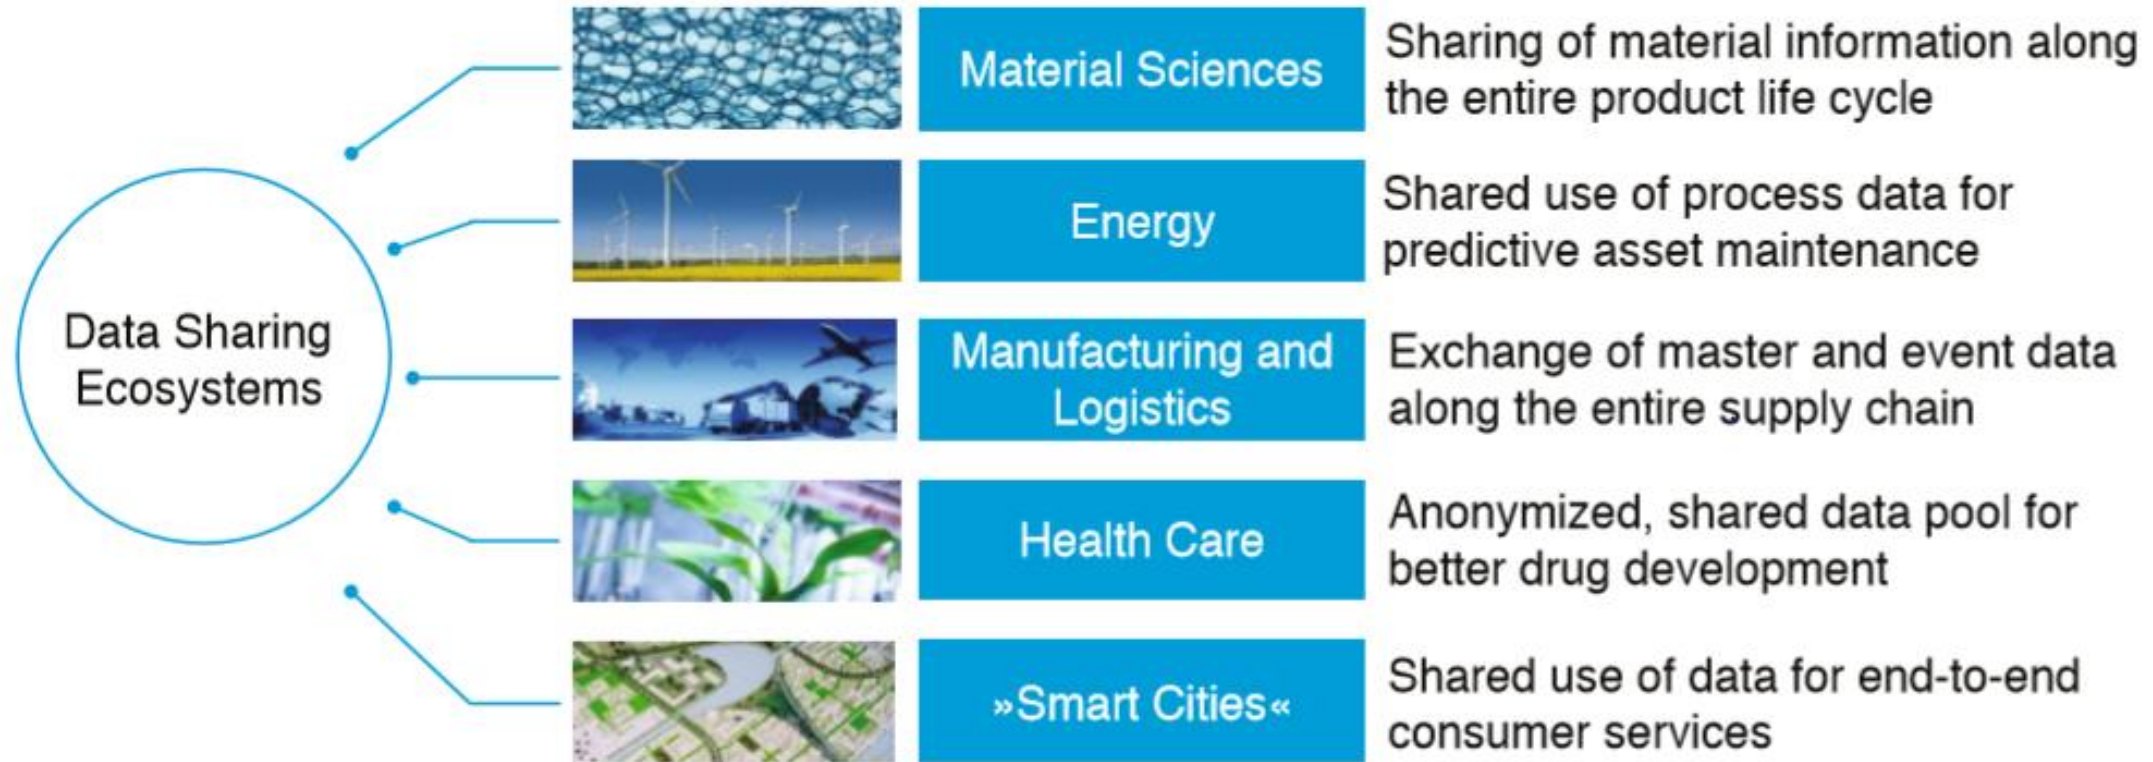 Data Sharing
Ecosystems
Material Sciences
Sharing of material information along
the entire product life cycle
Energy
Shared use of process data for
predictive asset maintenance
Manufacturing and
Logistics
Exchange of master and event data
along the entire supply chain
Health Care
Anonymized, shared data pool for
better drug development
»Smart Cities«
Shared use of data for end-to-end
consumer services